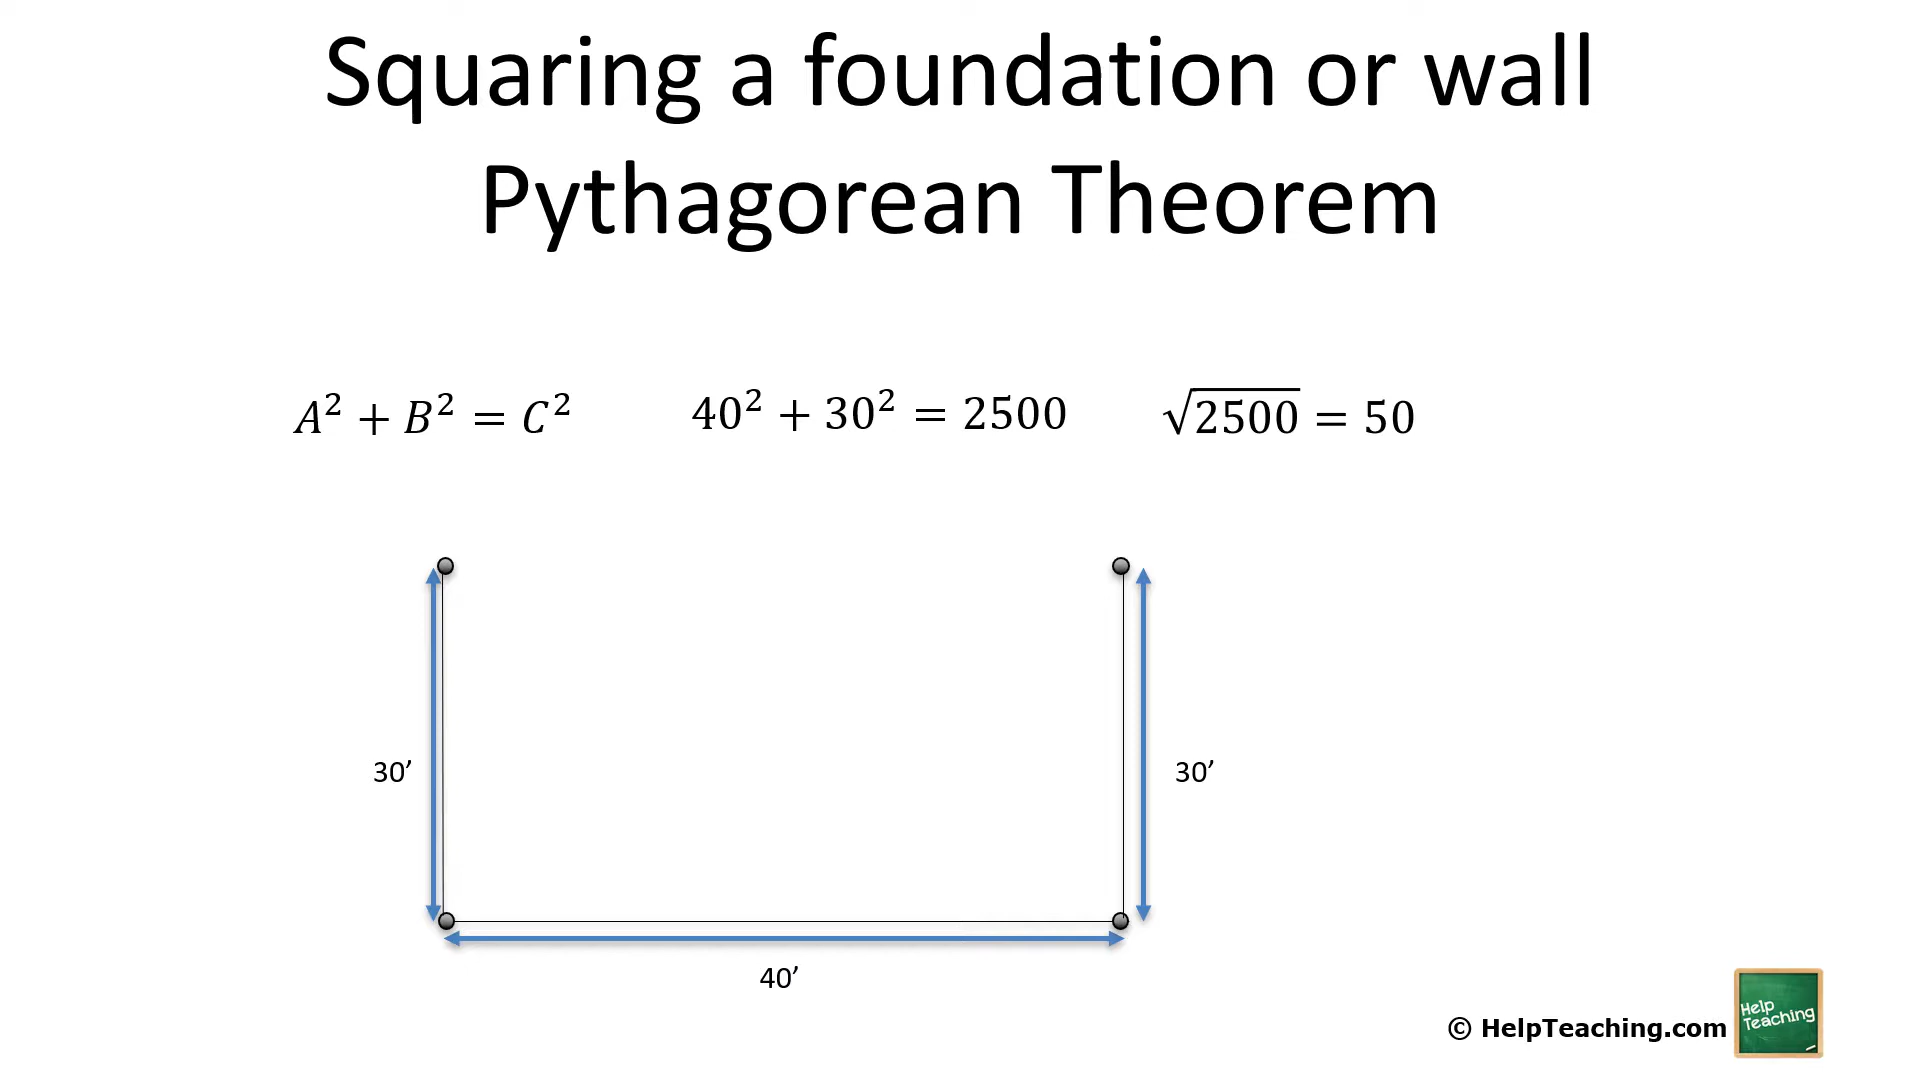 Squaring a foundation or wall
Pythagorean Theorem
𝐴² + 𝐵² = 𝐶² 40² + 30² = 2500 √2500 = 50
30’ 30’
40’
© HelpTeaching.com
Help
Teaching